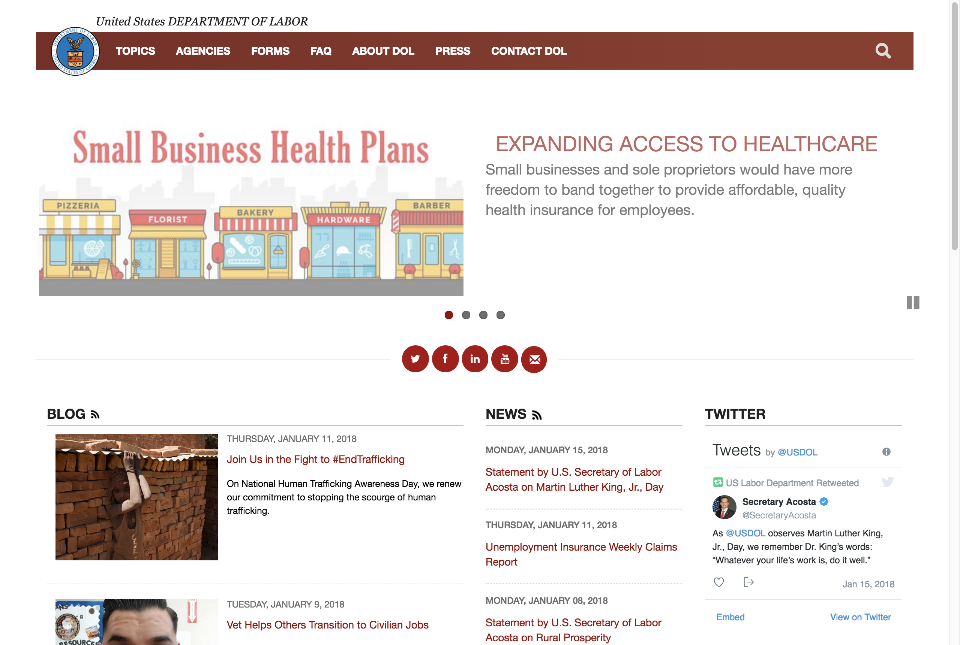 United States DEPARTMENT OF LABOR
TOPICS AGENCIES FORMS FAQ ABOUT DOL PRESS CONTACT DOL
Small Business Health Plans
PIZZERIA
FLORIST
BAKERY
HARDWARE
BARBER
EXPANDING ACCESS TO HEALTHCARE
Small businesses and sole proprietors would have more
freedom to band together to provide affordable, quality
health insurance for employees.
BLOG
THURSDAY, JANUARY 11, 2018
Join Us in the Fight to #EndTrafficking
On National Human Trafficking Awareness Day, we renew
our commitment to stopping the scourge of human
trafficking.
TUESDAY, JANUARY 9, 2018
Vet Helps Others Transition to Civilian Jobs
RESOURCES
NEWS
MONDAY, JANUARY 15, 2018
Statement by U.S. Secretary of Labor
Acosta on Martin Luther King, Jr., Day
THURSDAY, JANUARY 11, 2018
Unemployment Insurance Weekly Claims
Report
MONDAY, JANUARY 08, 2018
Statement by U.S. Secretary of Labor
Acosta on Rural Prosperity
TWITTER
Tweets by @USDOL
US Labor Department Retweeted
Secretary Acosta
@SecretaryAcosta
As @USDOL observes Martin Luther King,
Jr., Day, we remember Dr. King's words:
"Whatever your life's work is, do it well."
Jan 15, 2018
Embed View on Twitter